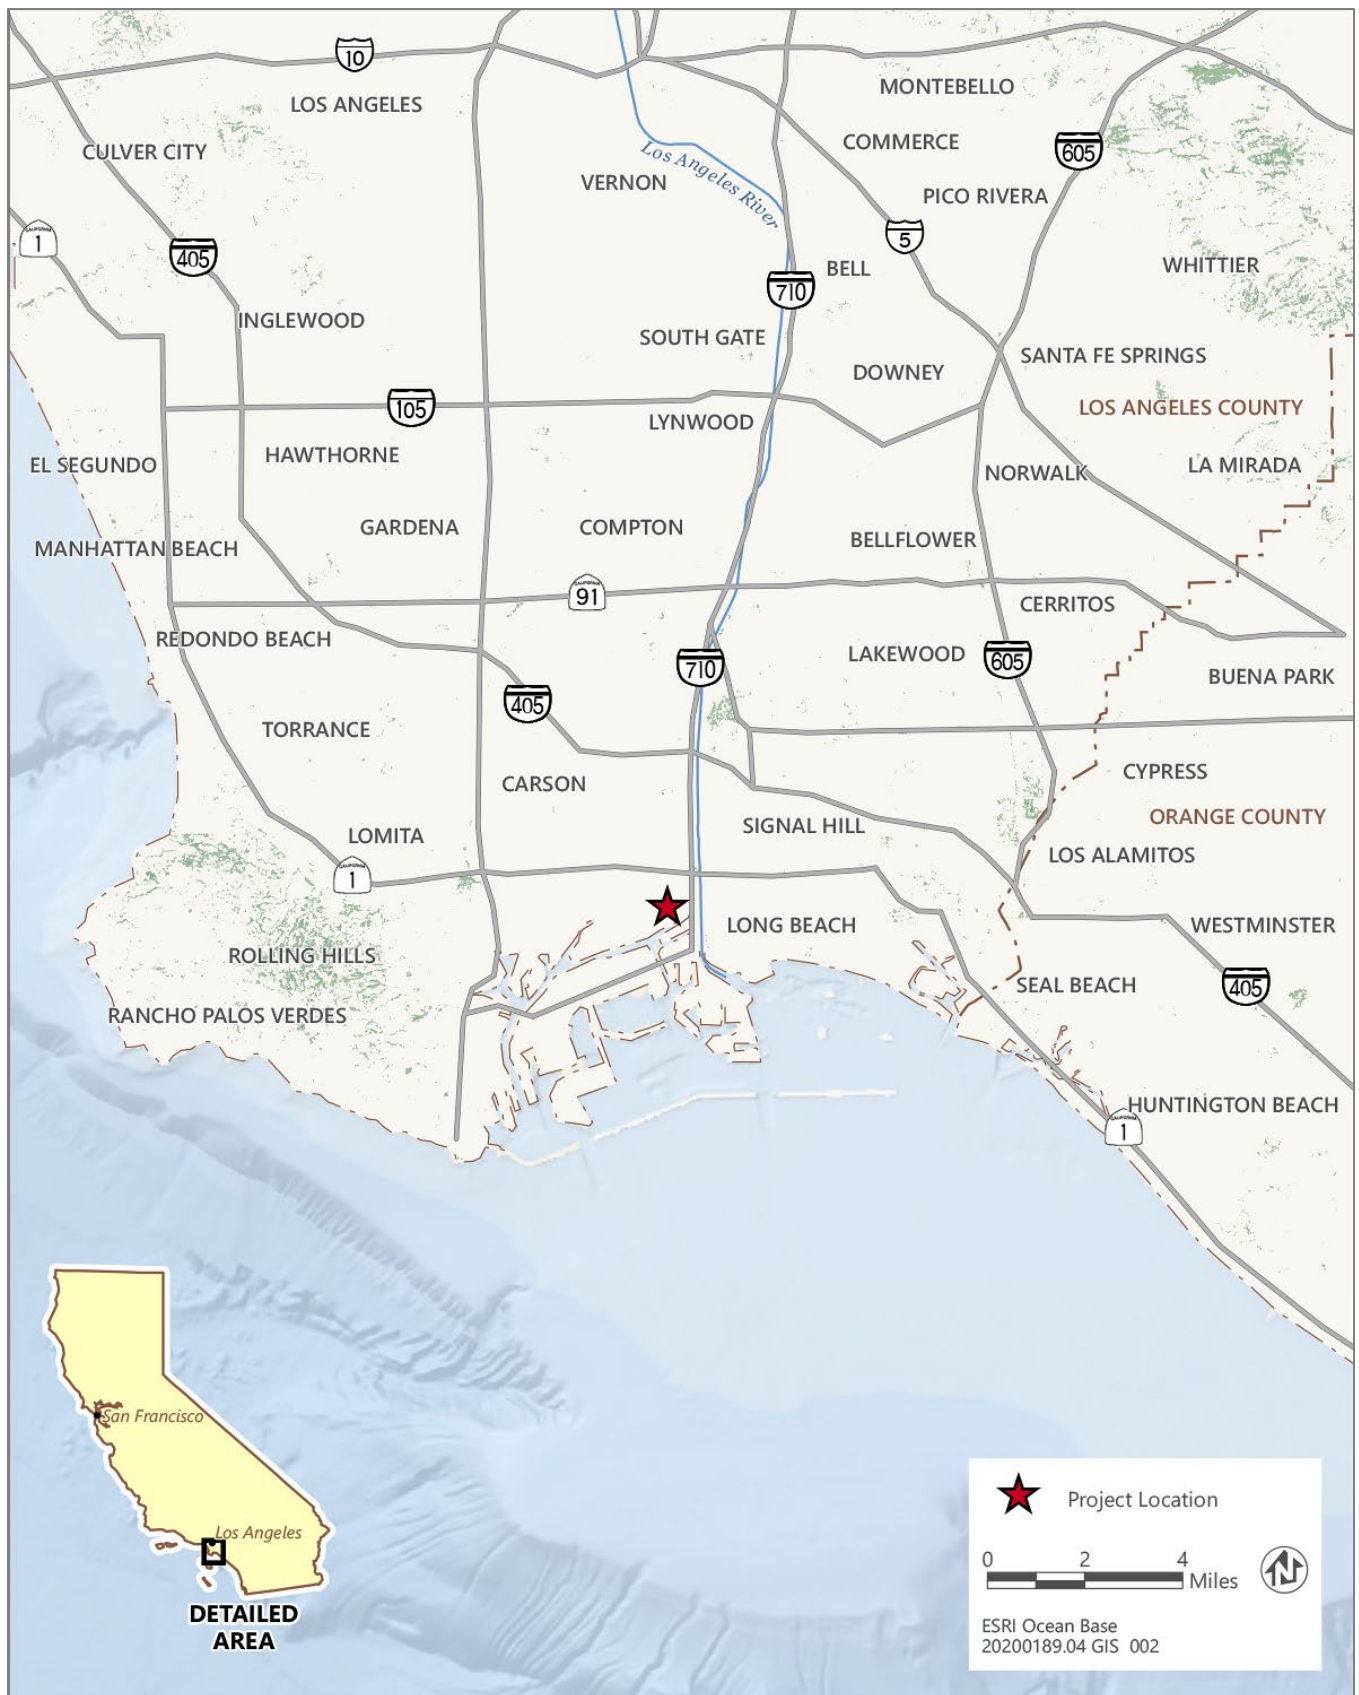 10
LOS ANGELES
MONTEBELLO
CULVER CITY
COMMERCE
605
Los Angeles River
VERNON
PICO RIVERA
CALIFORNIA
1
405
5
BELL
WHITTIER
710
INGLEWOOD
SOUTH GATE
SANTA FE SPRINGS
DOWNEY
105
LYNWOOD
LOS ANGELES COUNTY
EL SEGUNDO
HAWTHORNE
NORWALK
LA MIRADA
GARDENA
COMPTON
BELLFLOWER
MANHATTAN BEACH
CALIFORNIA
91
CERRITOS
REDONDO BEACH
710
LAKEWOOD
605
BUENA PARK
405
TORRANCE
CARSON
CYPRESS
SIGNAL HILL
ORANGE COUNTY
LOMITA
LOS ALAMITOS
CALIFORNIA
1
LONG BEACH
WESTMINSTER
ROLLING HILLS
SEAL BEACH
405
RANCHO PALOS VERDES
HUNTINGTON BEACH
CALIFORNIA
1
San Francisco
Los Angeles
DETAILED
AREA
Project Location
0 2 4
Miles
N
ESRI Ocean Base
20200189.04 GIS 002